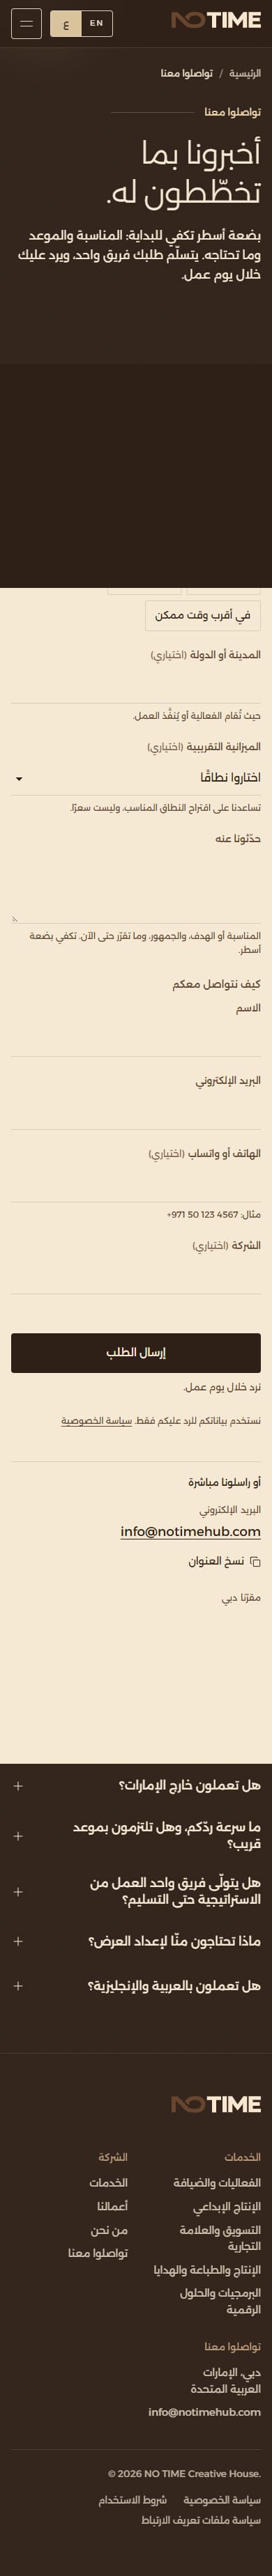 NO TIME
ع
EN
الرئيسية / تواصلوا معنا
تواصلوا معنا
أخبرونا بما
تخطّطون له.
بضعة أسطر تكفي للبداية: المناسبة والموعد
وما تحتاجه. يتسلّم طلبك فريق واحد، ويرد عليك
خلال يوم عمل.
في أقرب وقت ممكن
المدينة أو الدولة (اختياري)
حيث تُقام الفعالية أو يُنفَّذ العمل.
الميزانية التقريبية (اختياري)
اختاروا نطاقًا
تساعدنا على اقتراح النطاق المناسب، وليست سعرًا.
حدّثونا عنه
المناسبة أو الهدف، والجمهور، وما تقرّر حتى الآن. تكفي بضعة
أسطر.
كيف نتواصل معكم
الاسم
البريد الإلكتروني
الهاتف أو واتساب (اختياري)
مثال: 4567 123 50 971+
الشركة (اختياري)
إرسال الطلب
نرد خلال يوم عمل.
نستخدم بياناتكم للرد عليكم فقط. سياسة الخصوصية
أو راسلونا مباشرة
البريد الإلكتروني
info@notimehub.com
نسخ العنوان
مقرّنا دبي
هل تعملون خارج الإمارات؟
ما سرعة ردّكم، وهل تلتزمون بموعد
قريب؟
هل يتولّى فريق واحد العمل من
الاستراتيجية حتى التسليم؟
ماذا تحتاجون منّا لإعداد العرض؟
هل تعملون بالعربية والإنجليزية؟
NO TIME
الخدمات
الفعاليات والضيافة
الإنتاج الإبداعي
التسويق والعلامة
التجارية
الإنتاج والطباعة والهدايا
البرمجيات والحلول
الرقمية
الشركة
الخدمات
أعمالنا
من نحن
تواصلوا معنا
تواصلوا معنا
دبي، الإمارات
العربية المتحدة
info@notimehub.com
© 2026 NO TIME Creative House.
سياسة الخصوصية
شروط الاستخدام
سياسة ملفات تعريف الارتباط